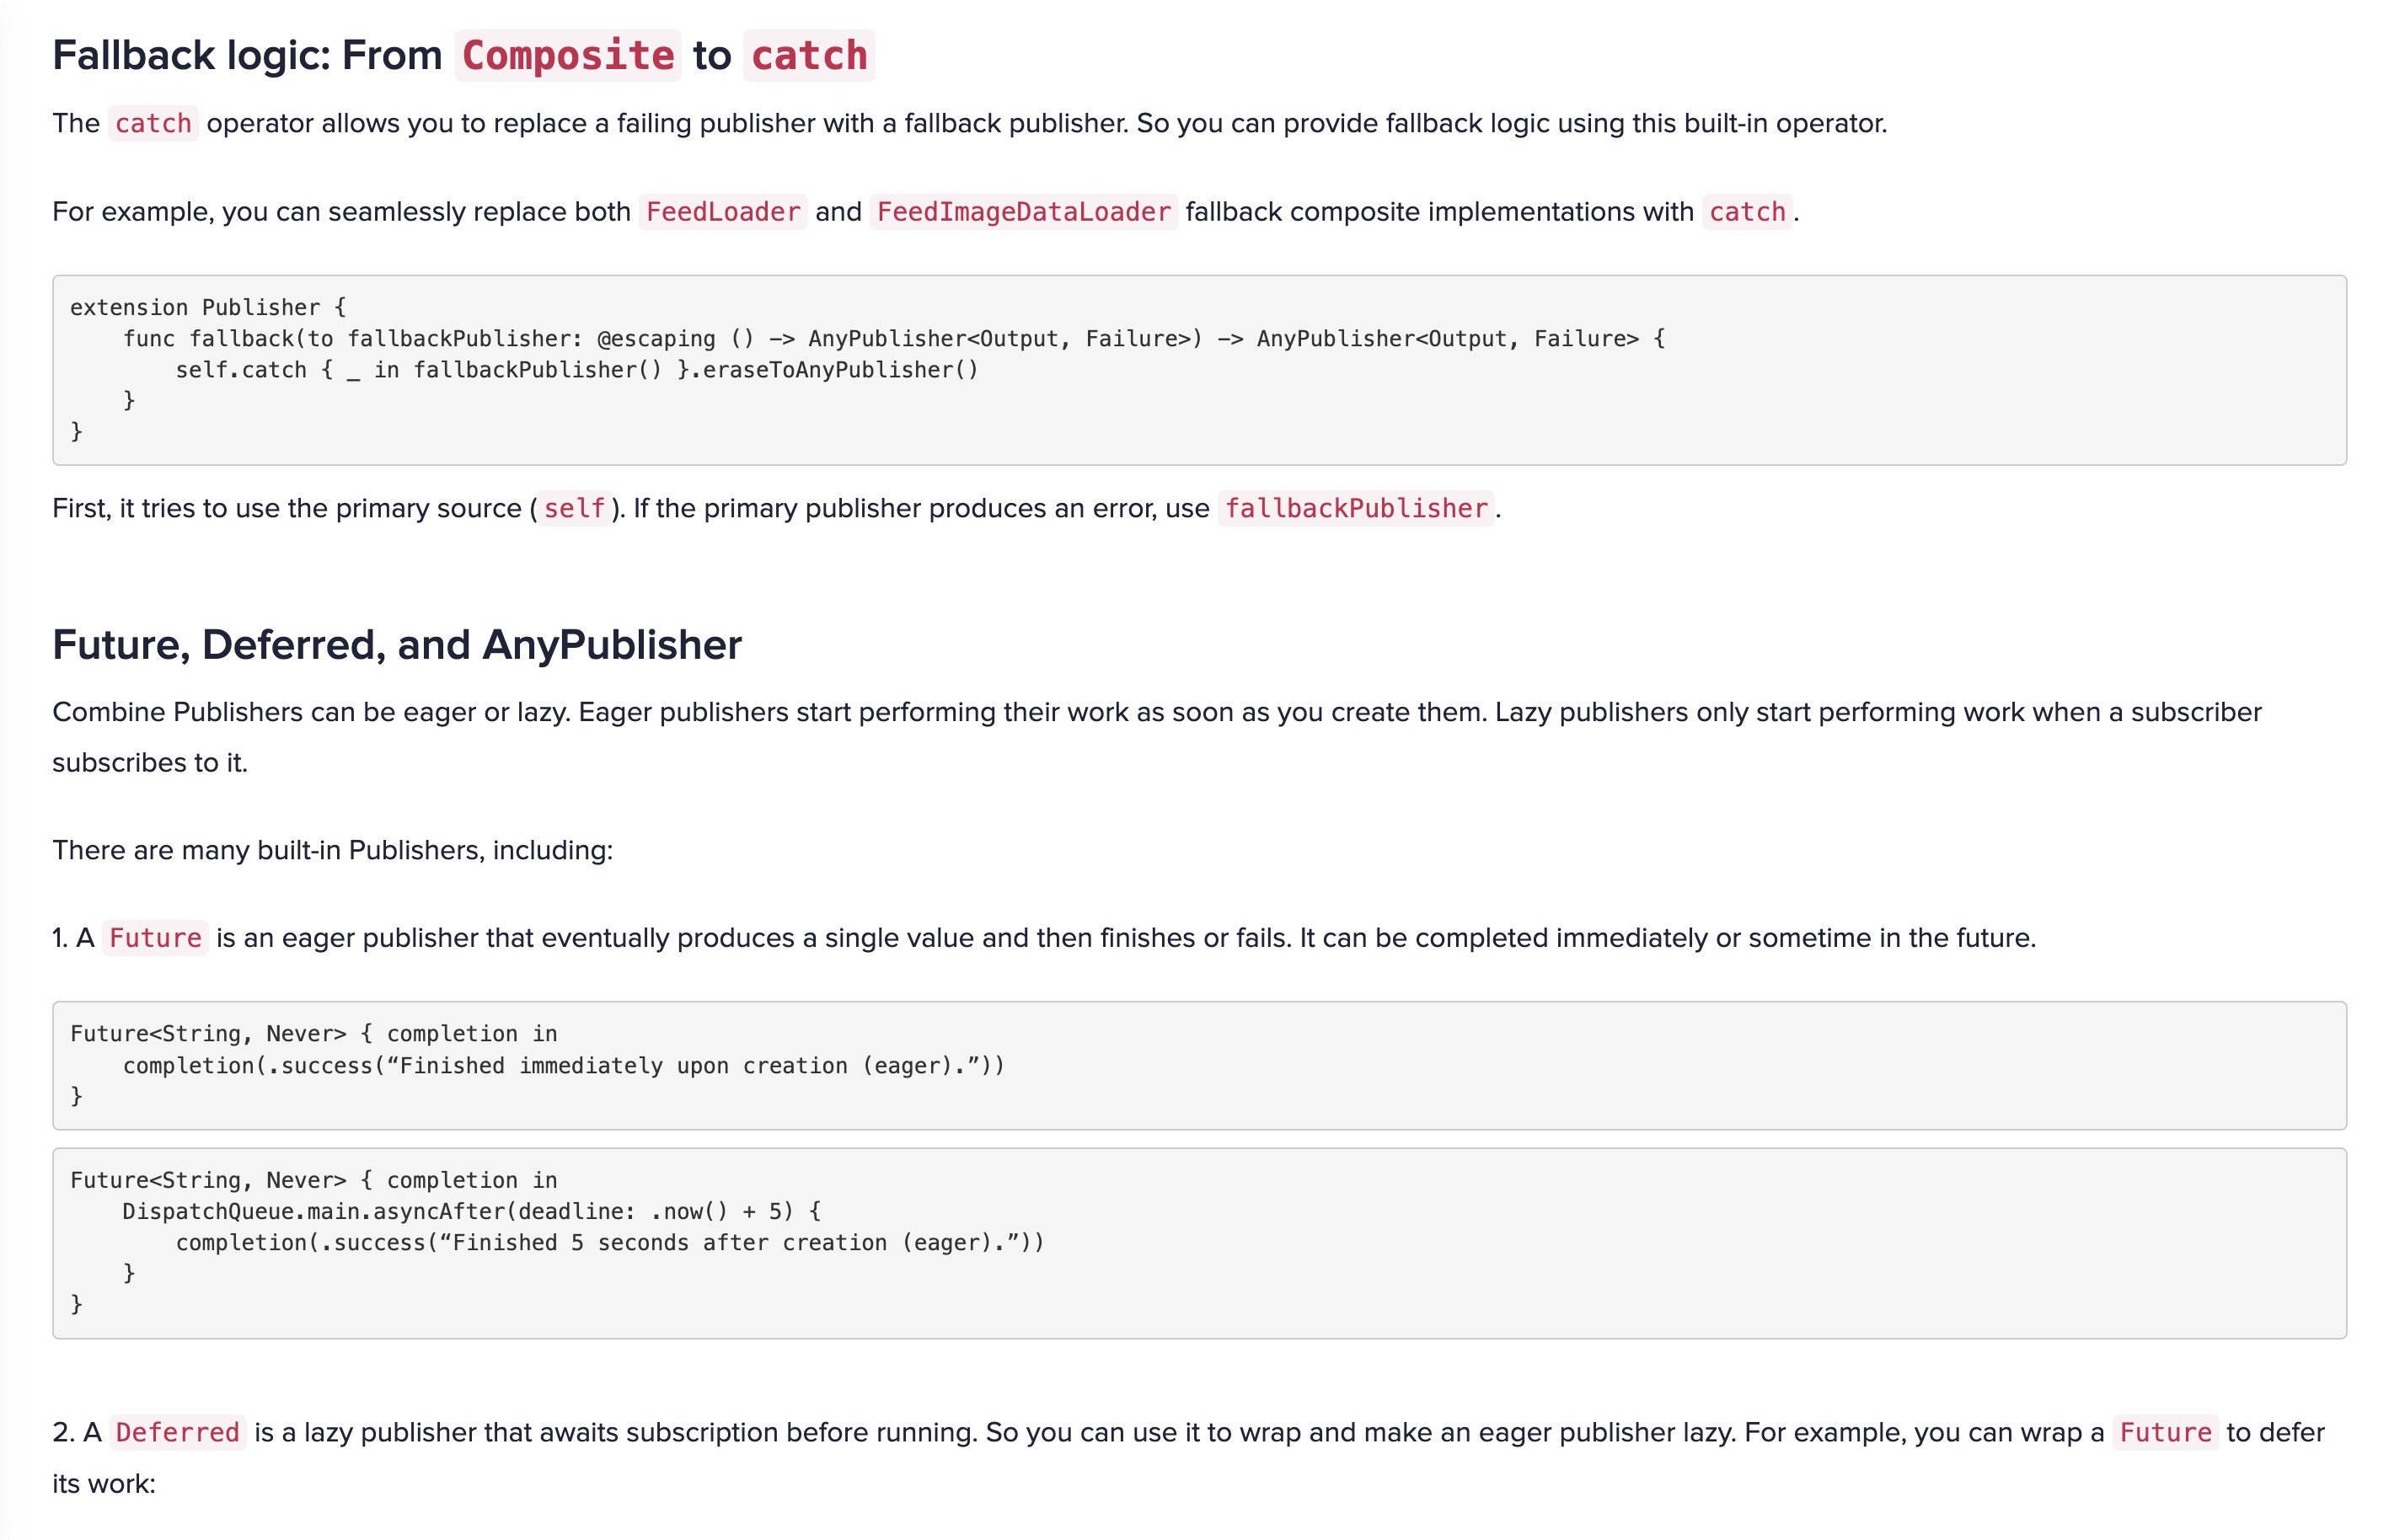 Fallback logic: From Composite to catch
The catch operator allows you to replace a failing publisher with a fallback publisher. So you can provide fallback logic using this built-in operator.
For example, you can seamlessly replace both FeedLoader and FeedImageDataLoader fallback composite implementations with catch.
extension Publisher {
    func fallback(to fallbackPublisher: @escaping () -> AnyPublisher<Output, Failure>) -> AnyPublisher<Output, Failure> {
        self.catch { _ in fallbackPublisher() }.eraseToAnyPublisher()
    }
}
First, it tries to use the primary source (self). If the primary publisher produces an error, use fallbackPublisher.
Future, Deferred, and AnyPublisher
Combine Publishers can be eager or lazy. Eager publishers start performing their work as soon as you create them. Lazy publishers only start performing work when a subscriber
subscribes to it.
There are many built-in Publishers, including:
1. A Future is an eager publisher that eventually produces a single value and then finishes or fails. It can be completed immediately or sometime in the future.
Future<String, Never> { completion in
    completion(.success(“Finished immediately upon creation (eager).”))
}
Future<String, Never> { completion in
    DispatchQueue.main.asyncAfter(deadline: .now() + 5) {
        completion(.success(“Finished 5 seconds after creation (eager).”))
    }
}
2. A Deferred is a lazy publisher that awaits subscription before running. So you can use it to wrap and make an eager publisher lazy. For example, you can wrap a Future to defer
its work: